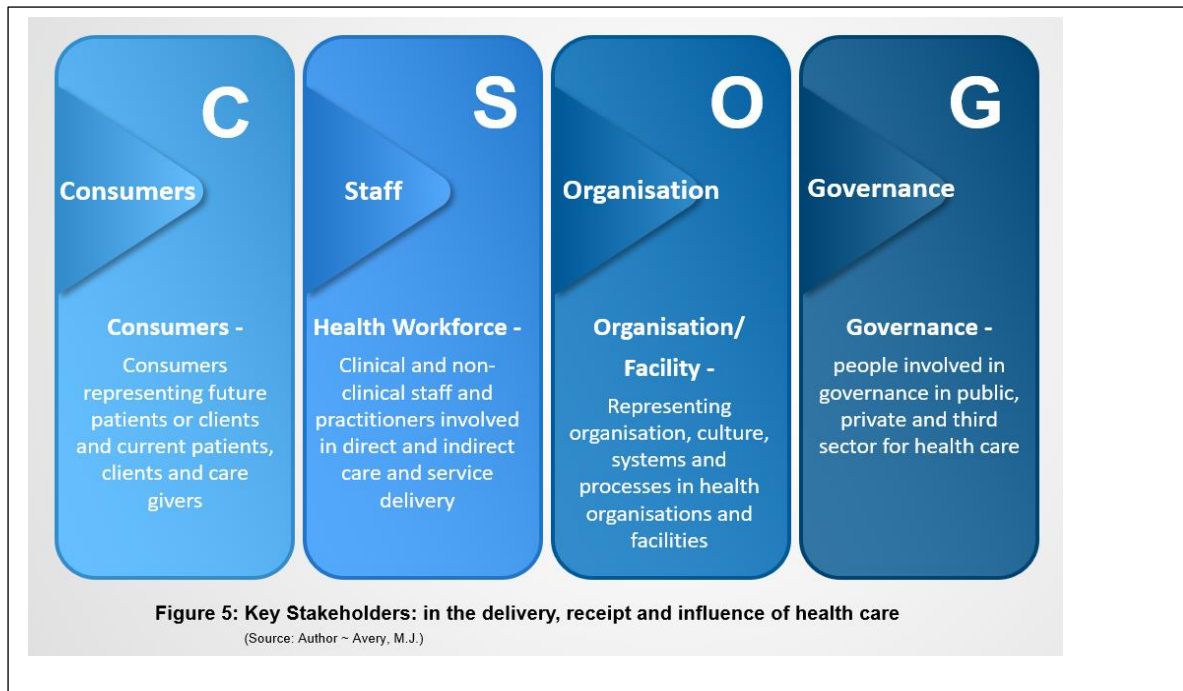 C
Consumers
Consumers -
Consumers
representing future
patients or clients
and current patients,
clients and care
givers
S
Staff
Health Workforce -
Clinical and non-
clinical staff and
practitioners involved
in direct and indirect
care and service
delivery
O
Organisation
Organisation/
Facility -
Representing
organisation, culture,
systems and
processes in health
organisations and
facilities
G
Governance
Governance -
people involved in
governance in public,
private and third
sector for health care
Figure 5: Key Stakeholders: in the delivery, receipt and influence of health care
(Source: Author ~ Avery, M.J.)